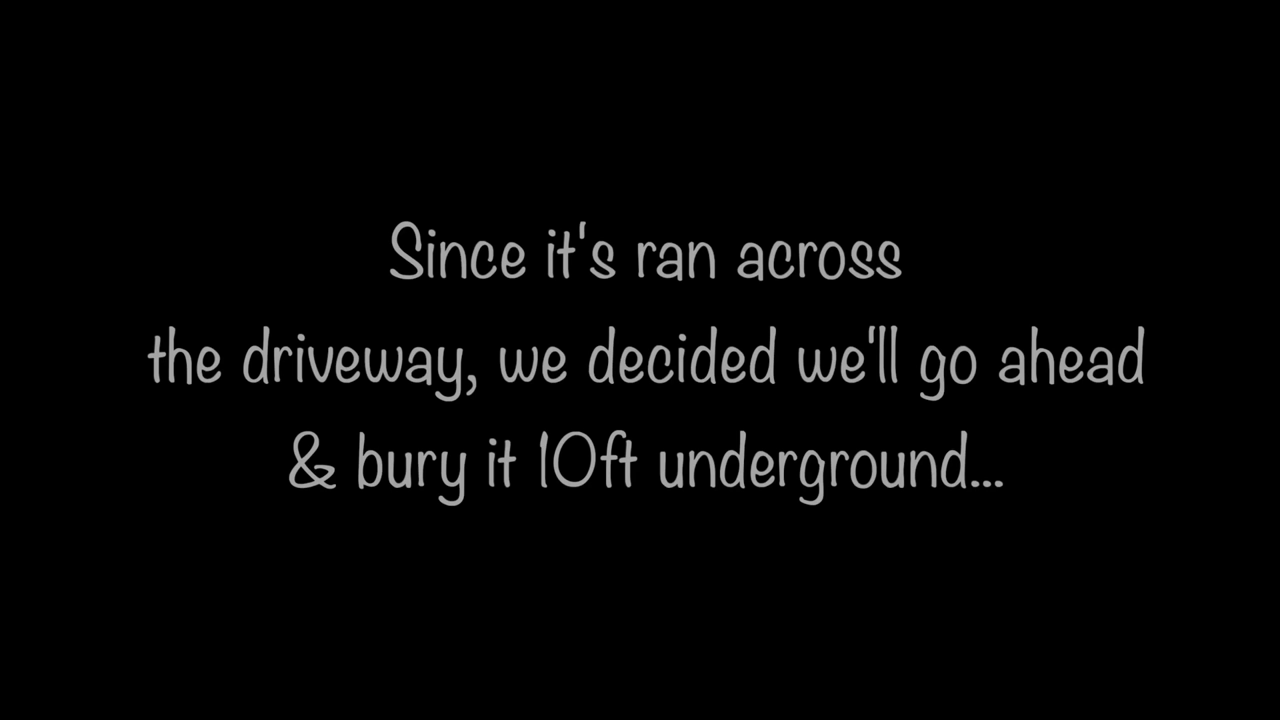 Since it's ran across
the driveway, we decided we'll go ahead
& bury it 10ft underground...